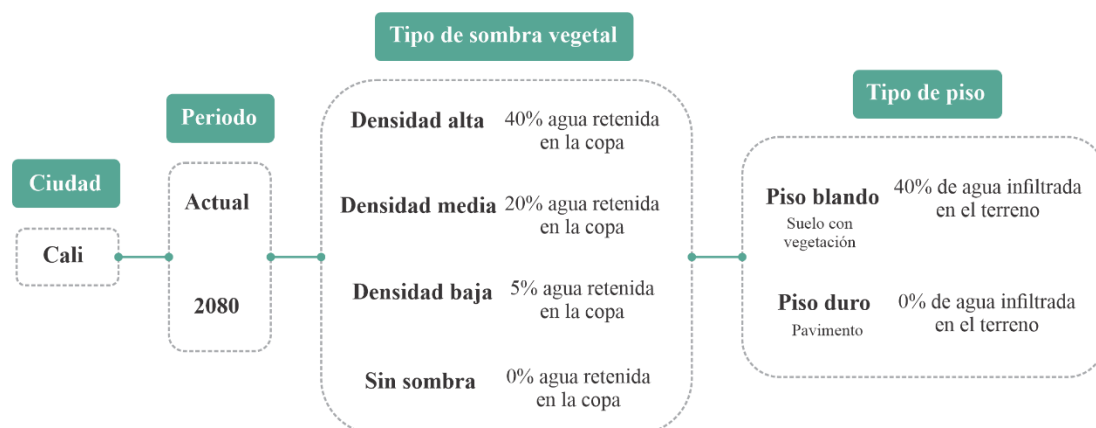 Ciudad
Cali
Periodo
Actual
2080
Tipo de sombra vegetal
Densidad alta 40% agua retenida
en la copa
Densidad media 20% agua retenida
en la copa
Densidad baja 5% agua retenida
en la copa
Sin sombra 0% agua retenida
en la copa
Tipo de piso
Piso blando 40% de agua infiltrada
en el terreno
Suelo con
vegetación
Piso duro 0% de agua infiltrada
en el terreno
Pavimento